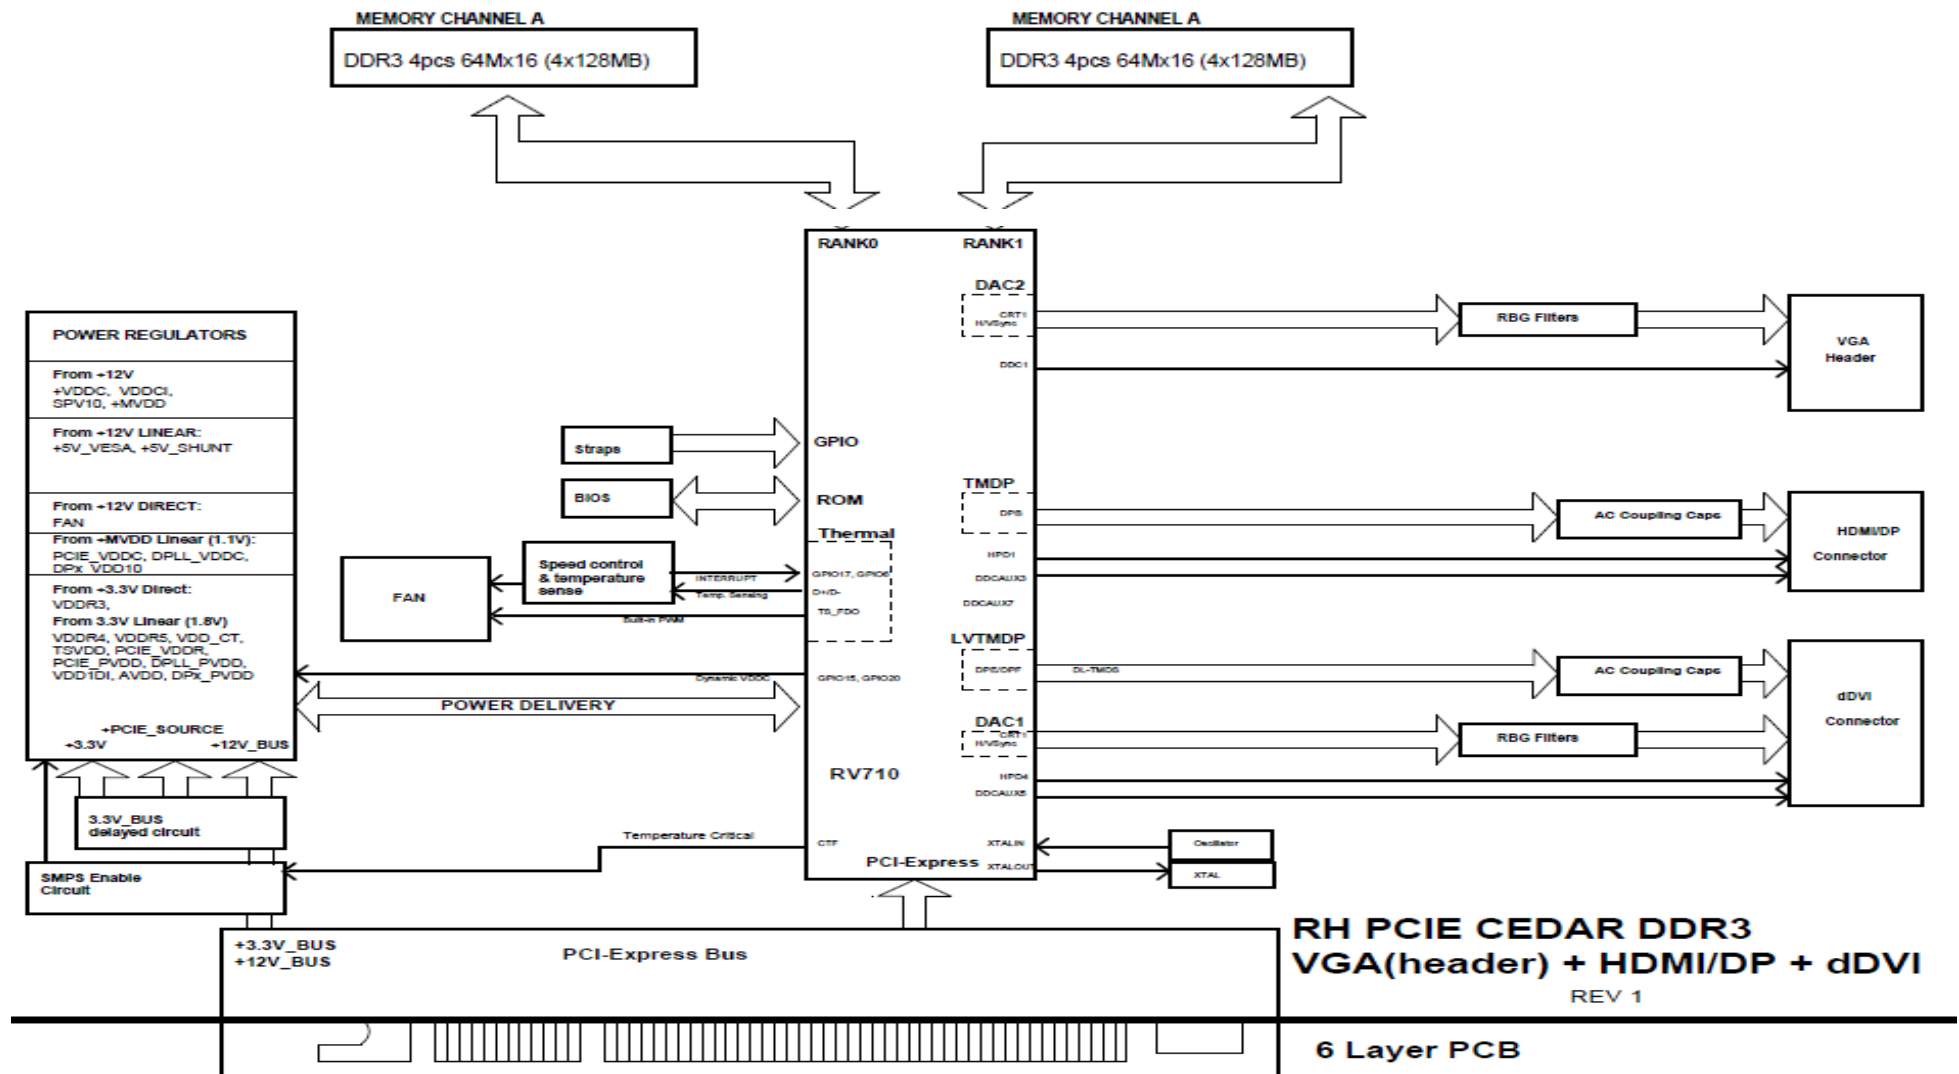 MEMORY CHANNEL A
DDR3 4pcs 64Mx16 (4x128MB)
MEMORY CHANNEL A
DDR3 4pcs 64Mx16 (4x128MB)
RANK0
RANK1
DAC2
CRT1
H/VSync
DDC1
RBG Filters
VGA
Header
POWER REGULATORS
From +12V
+VDDC, VDDCI,
SPV10, +MVDD
From +12V LINEAR:
+5V_VESA, +5V_SHUNT
From +12V DIRECT:
FAN
From +MVDD Linear (1.1V):
PCIE_VDDC, DPLL_VDDC,
DPx_VDD10
From +3.3V Direct:
VDDR3,
From 3.3V Linear (1.8V)
VDDR4, VDDR5, VDD_CT,
TSVDD, PCIE_VDDR,
PCIE_PVDD, DPLL_PVDD,
VDD1DI, AVDD, DPx_PVDD
+PCIE_SOURCE
+3.3V
+12V_BUS
3.3V_BUS
delayed circuit
SMPS Enable
Circuit
Straps
GPIO
BIOS
ROM
Thermal
FAN
Speed control
& temperature
sense
INTERRUPT
GPIO17, GPIO6
Temp. Sensing
D+/D-
Built-in PWM
TS_FDO
Dynamic VDDC
GPIO15, GPIO20
POWER DELIVERY
RV710
Temperature Critical
CTF
PCI-Express
TMDP
HPD1
DDCAUX3
DDCAUX7
AC Coupling Caps
HDMI/DP
Connector
LVTMDP
DPE/DPF
DL-TMDS
AC Coupling Caps
DAC1
CRT1
H/VSync
RBG Filters
dDVI
Connector
HPD4
XTALIN
XTALOUT
Oscillator
XTAL
+3.3V_BUS
+12V_BUS
PCI-Express Bus
RH PCIE CEDAR DDR3
VGA(header) + HDMI/DP + dDVI
REV 1
6 Layer PCB